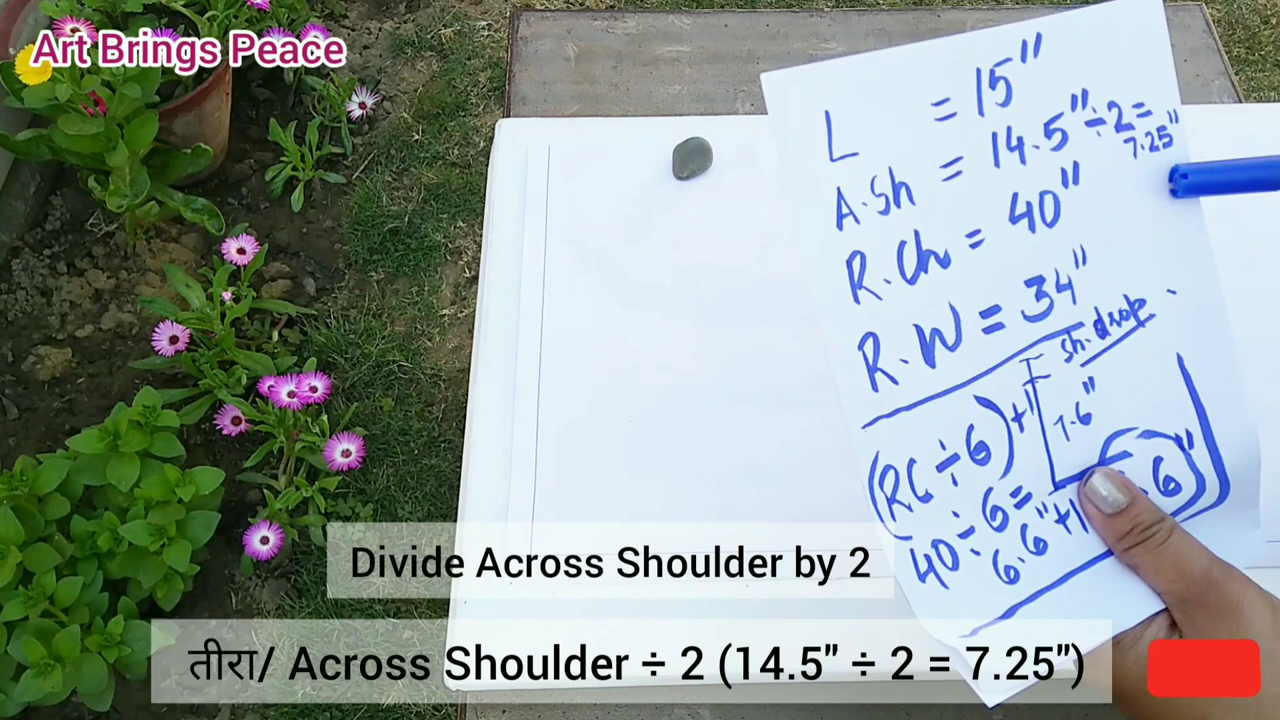 Art Brings Peace
L = 15"
A.Sh = 14.5" ÷ 2 =
7.25"
R.Ch = 40"
R.W = 34"
sh.drop
(RC ÷ 6) + 1"
7.6"
40 ÷ 6 =
6.6" + 1
Divide Across Shoulder by 2
तीरा/ Across Shoulder ÷ 2 (14.5" ÷ 2 = 7.25")